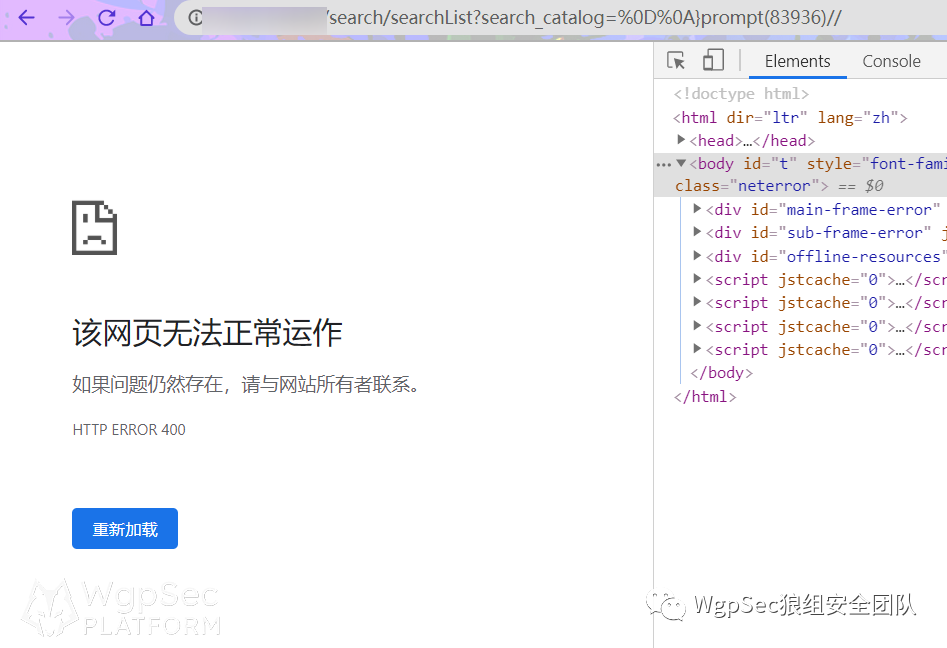 /search/searchList?search_catalog=%0D%0A}prompt(83936)//
Elements Console
<!doctype html>
<html dir="ltr" lang="zh">
<head>…</head>
<body id="t" style="font-fami
class="neterror"> == $0
<div id="main-frame-error"
<div id="sub-frame-error" j
<div id="offline-resources"
<script jstcache="0">…</scr
<script jstcache="0">…</scr
<script jstcache="0">…</scr
<script jstcache="0">…</scr
</body>
</html>
该网页无法正常运作
如果问题仍然存在，请与网站所有者联系。
HTTP ERROR 400
重新加载
WgpSec
PLATFORM
WgpSec狼组安全团队